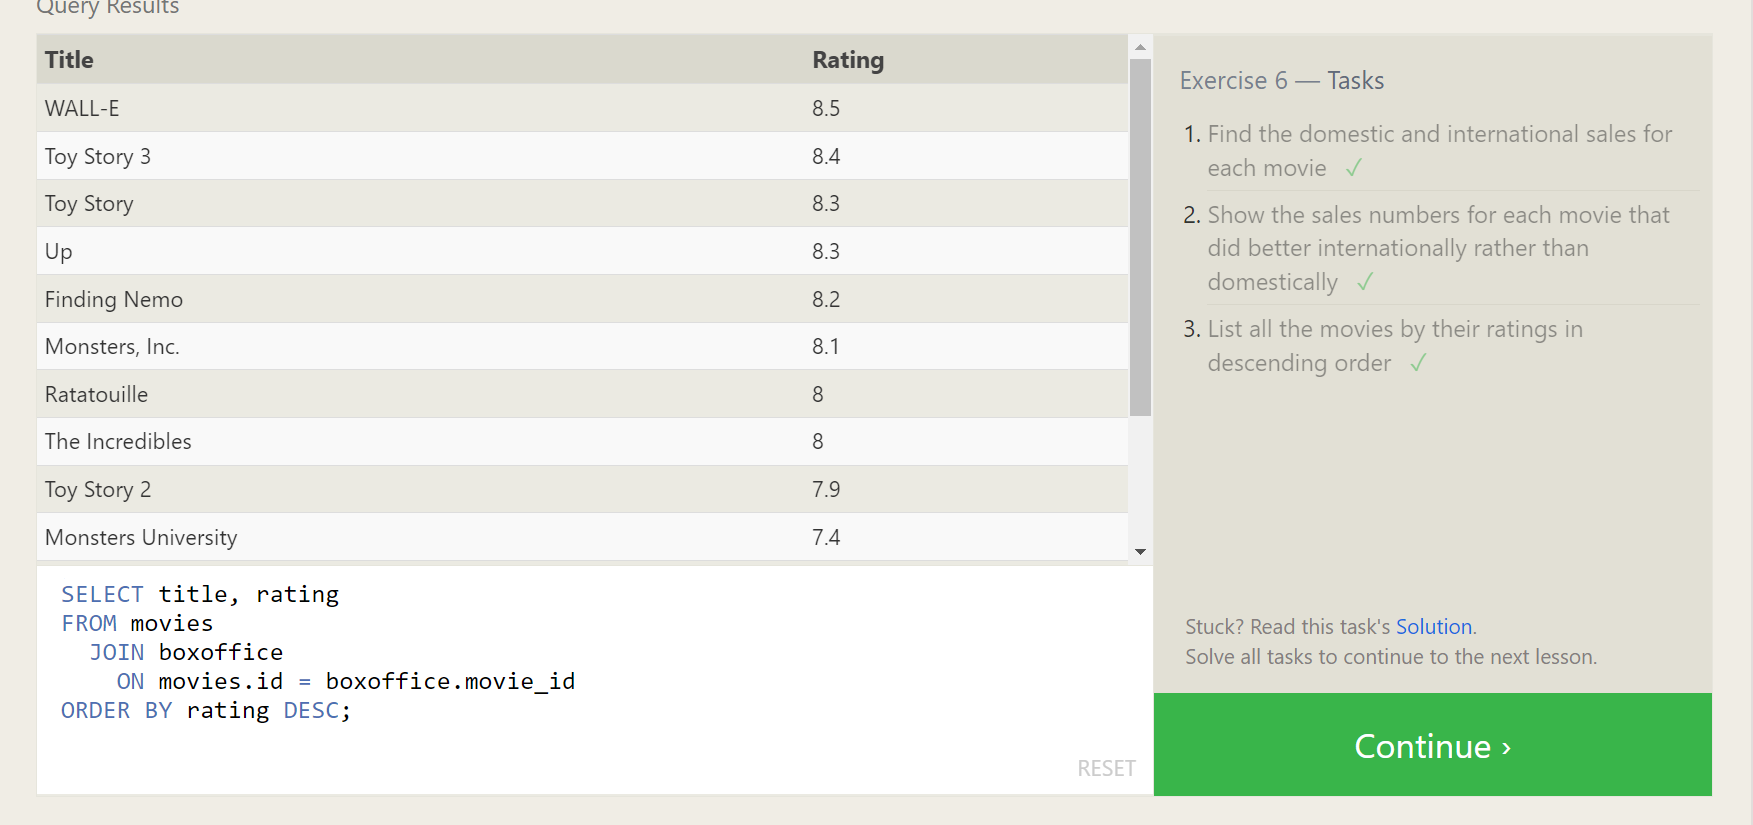 Query Results
Title Rating
WALL-E 8.5
Toy Story 3 8.4
Toy Story 8.3
Up 8.3
Finding Nemo 8.2
Monsters, Inc. 8.1
Ratatouille 8
The Incredibles 8
Toy Story 2 7.9
Monsters University 7.4
SELECT title, rating
FROM movies
  JOIN boxoffice
    ON movies.id = boxoffice.movie_id
ORDER BY rating DESC;
RESET
Exercise 6 — Tasks
1. Find the domestic and international sales for
each movie ✓
2. Show the sales numbers for each movie that
did better internationally rather than
domestically ✓
3. List all the movies by their ratings in
descending order ✓
Stuck? Read this task's Solution.
Solve all tasks to continue to the next lesson.
Continue ›